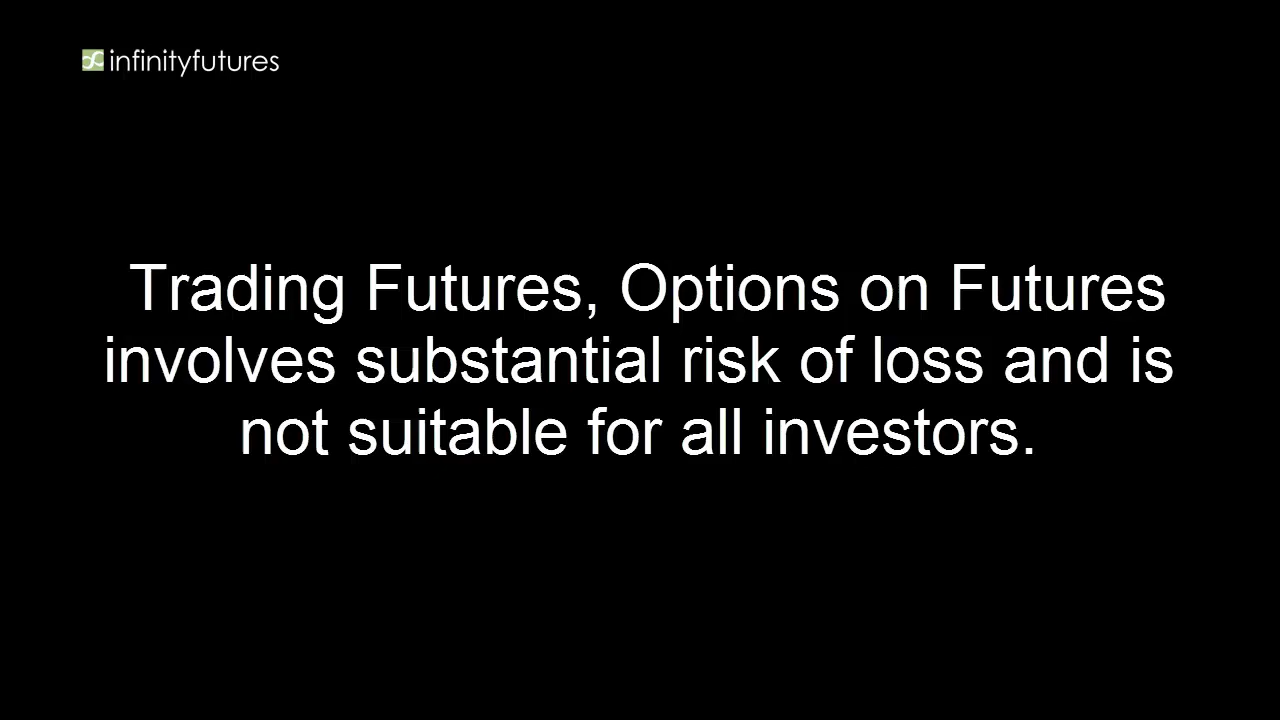 infinityfutures
Trading Futures, Options on Futures
involves substantial risk of loss and is
not suitable for all investors.